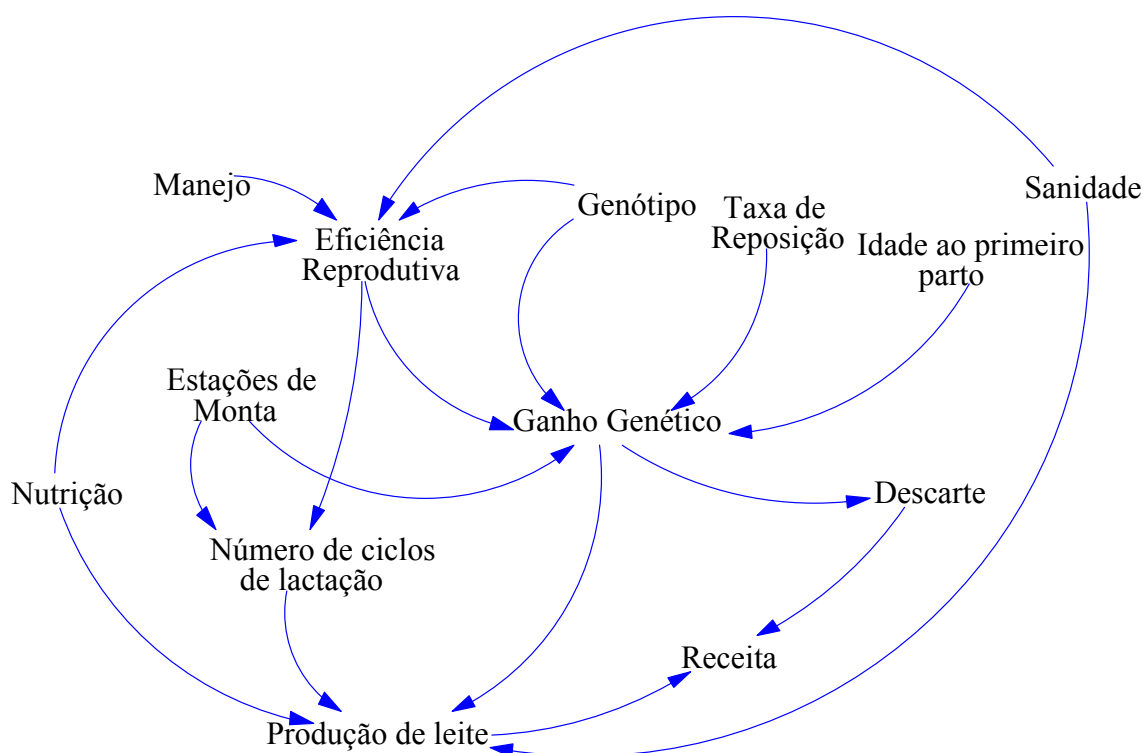 Manejo
Sanidade
Genótipo
Taxa de
Reposição
Eficiência
Reprodutiva
Idade ao primeiro
parto
Estações de
Monta
Ganho Genético
Nutrição
Descarte
Número de ciclos
de lactação
Receita
Produção de leite